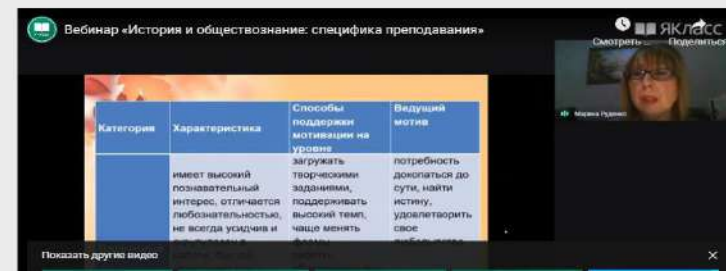 Вебинар «История и обществознание: специфика преподавания»
ЯКласс
Смотреть ... Поделиться
Марина Руденко
Категория
Характеристика
Способы
поддержки
мотивации на
уровне
Ведущий
мотив
имеет высокий
познавательный
интерес, отличается
любознательностью,
не всегда усидчив и
загружать
творческими
заданиями,
поддерживать
высокий темп,
чаще менять
потребность
докопаться до
сути, найти
истину,
удовлетворить
свое
Показать другие видео